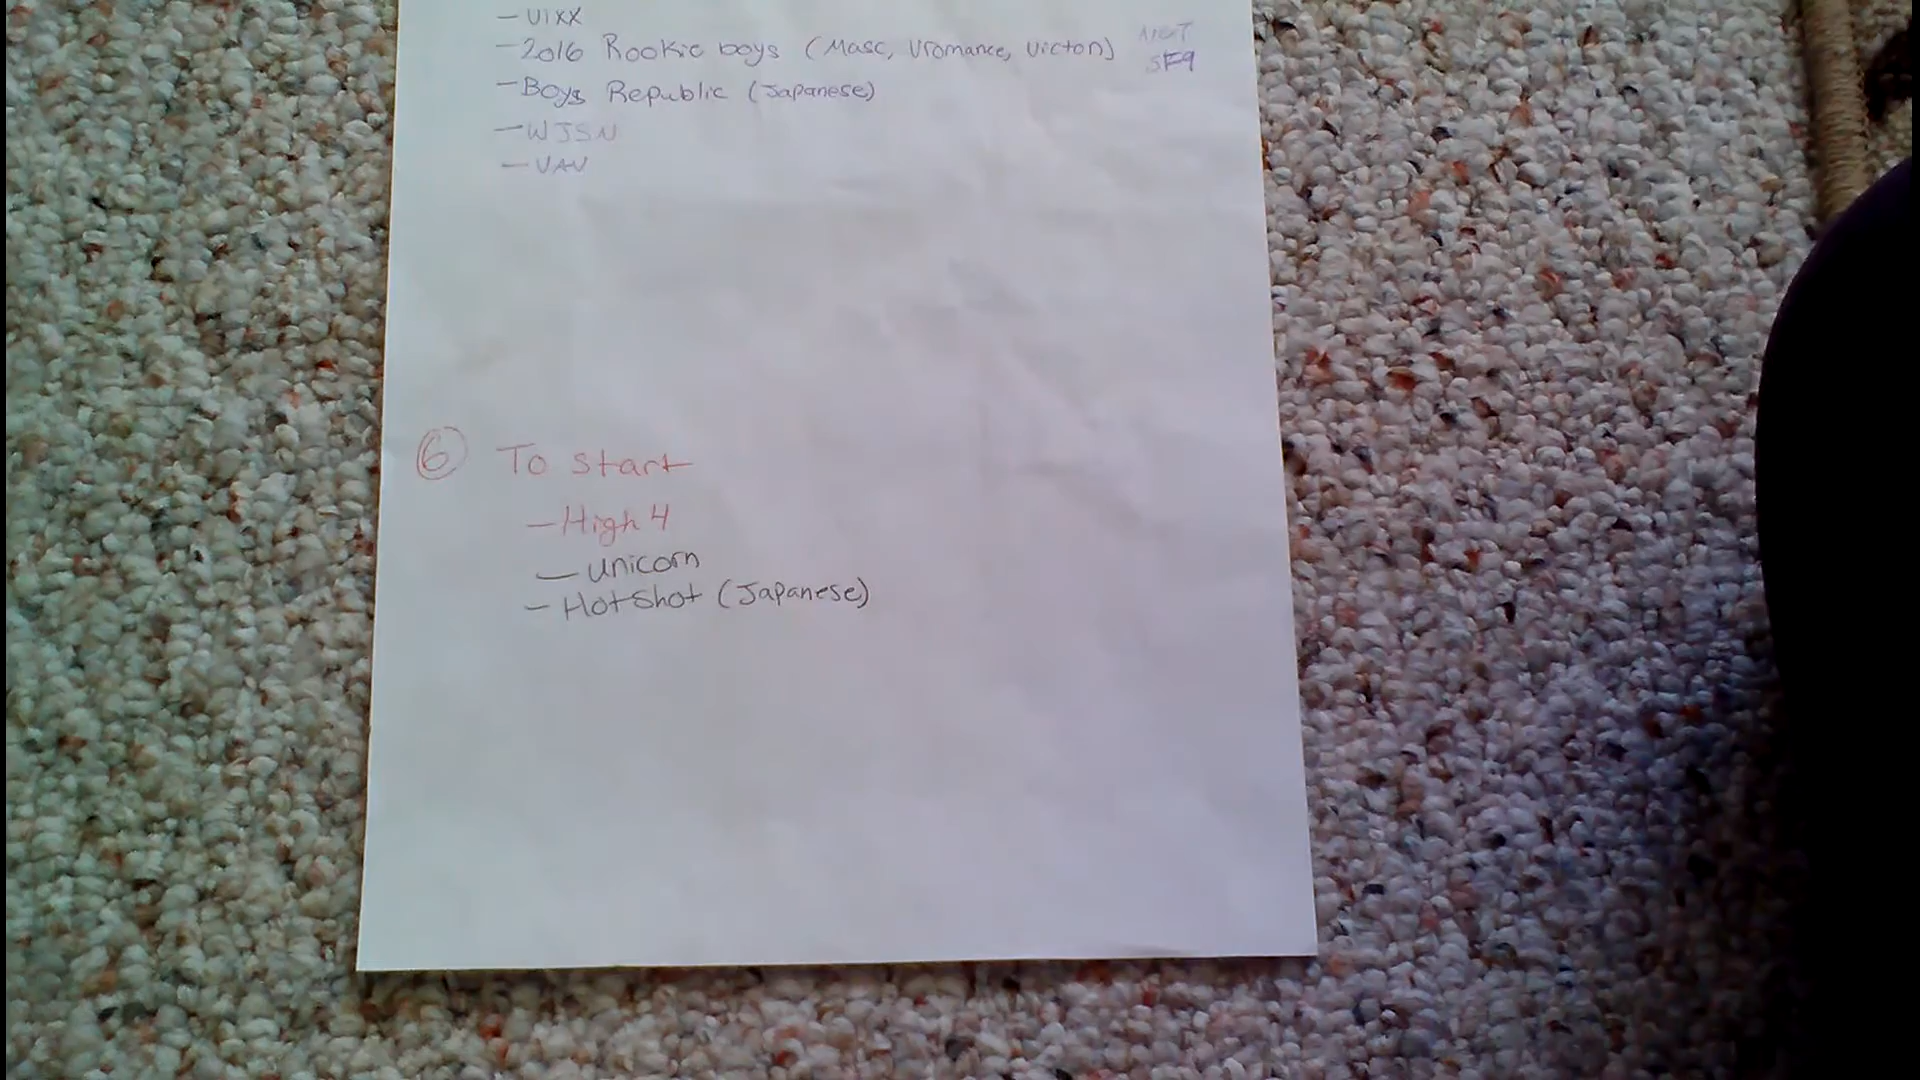 - VIXX
- 2016 Rookie boys (Masc, Vromance, Victon)
SF9
- Boys Republic (Japanese)
- WJSN
- VAV
6 To start
- High 4
- unicorn
- Hotshot (Japanese)